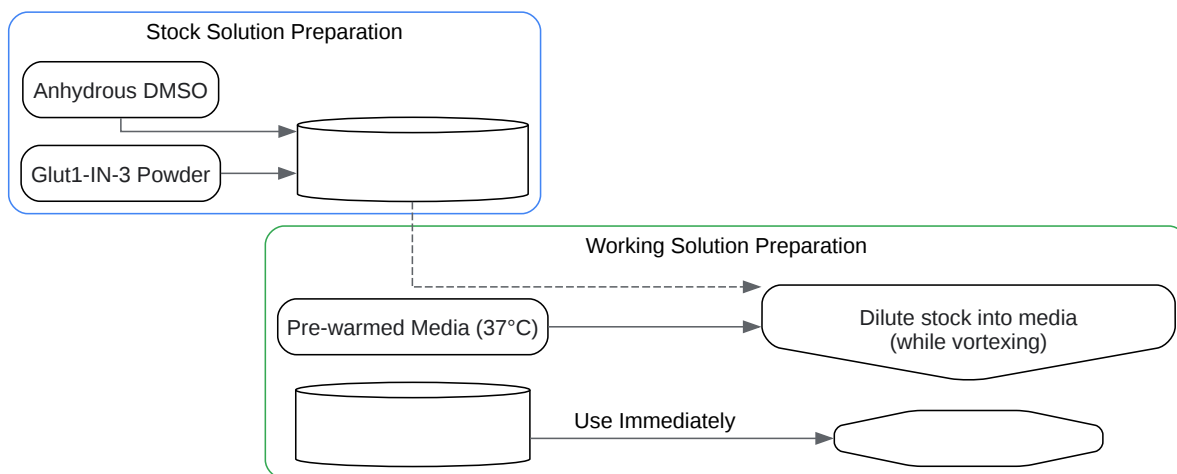 Stock Solution Preparation
Anhydrous DMSO
Glut1-IN-3 Powder
Working Solution Preparation
Pre-warmed Media (37°C)
Dilute stock into media
(while vortexing)
Use Immediately